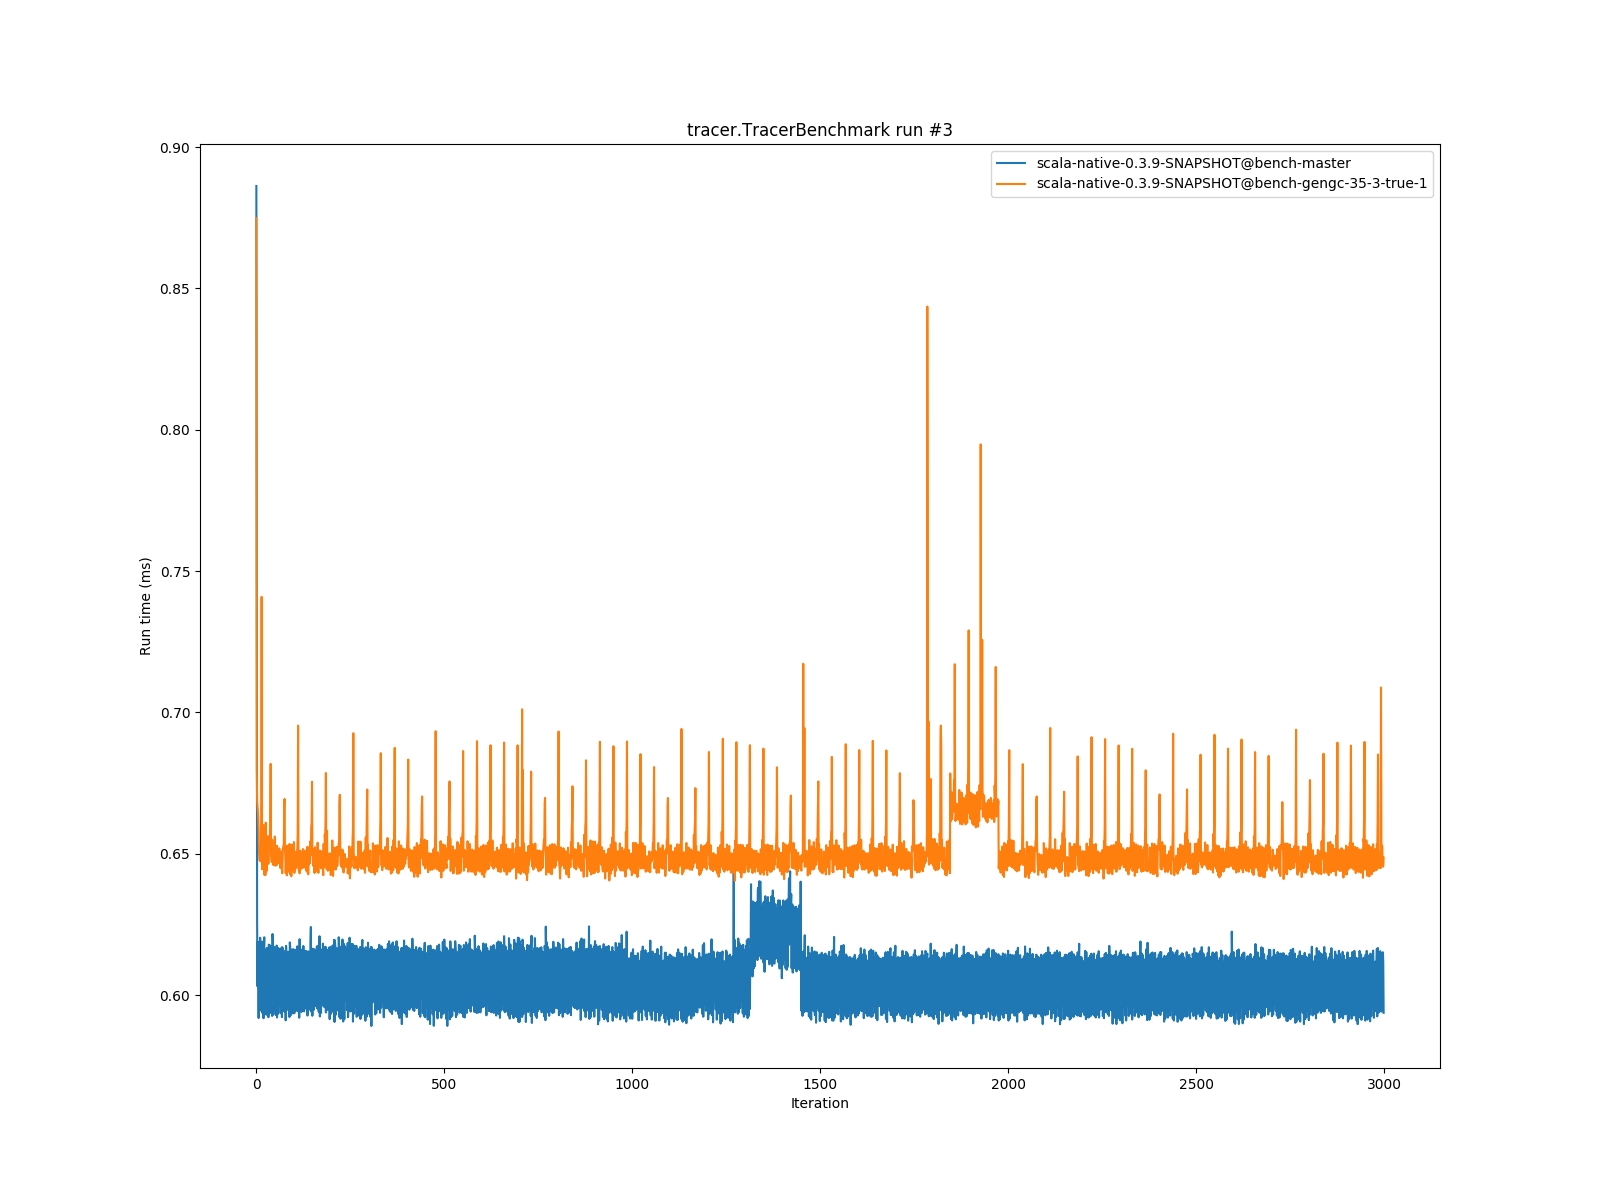 tracer.TracerBenchmark run #3
scala-native-0.3.9-SNAPSHOT@bench-master
scala-native-0.3.9-SNAPSHOT@bench-gengc-35-3-true-1
Run time (ms)
0.90
0.85
0.80
0.75
0.70
0.65
0.60
0 500 1000 1500 2000 2500 3000
Iteration